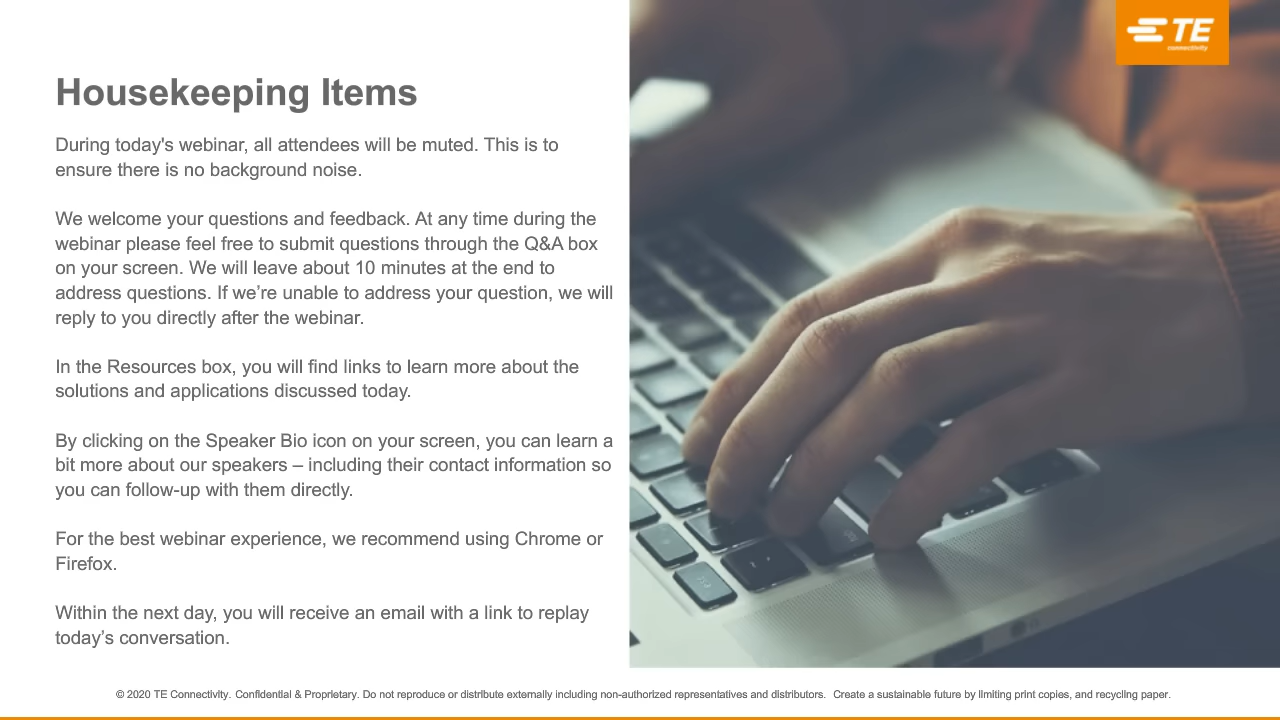 TE
connectivity
Housekeeping Items
During today's webinar, all attendees will be muted. This is to
ensure there is no background noise.
We welcome your questions and feedback. At any time during the
webinar please feel free to submit questions through the Q&A box
on your screen. We will leave about 10 minutes at the end to
address questions. If we’re unable to address your question, we will
reply to you directly after the webinar.
In the Resources box, you will find links to learn more about the
solutions and applications discussed today.
By clicking on the Speaker Bio icon on your screen, you can learn a
bit more about our speakers – including their contact information so
you can follow-up with them directly.
For the best webinar experience, we recommend using Chrome or
Firefox.
Within the next day, you will receive an email with a link to replay
today’s conversation.
© 2020 TE Connectivity. Confidential & Proprietary. Do not reproduce or distribute externally including non-authorized representatives and distributors. Create a sustainable future by limiting print copies, and recycling paper.